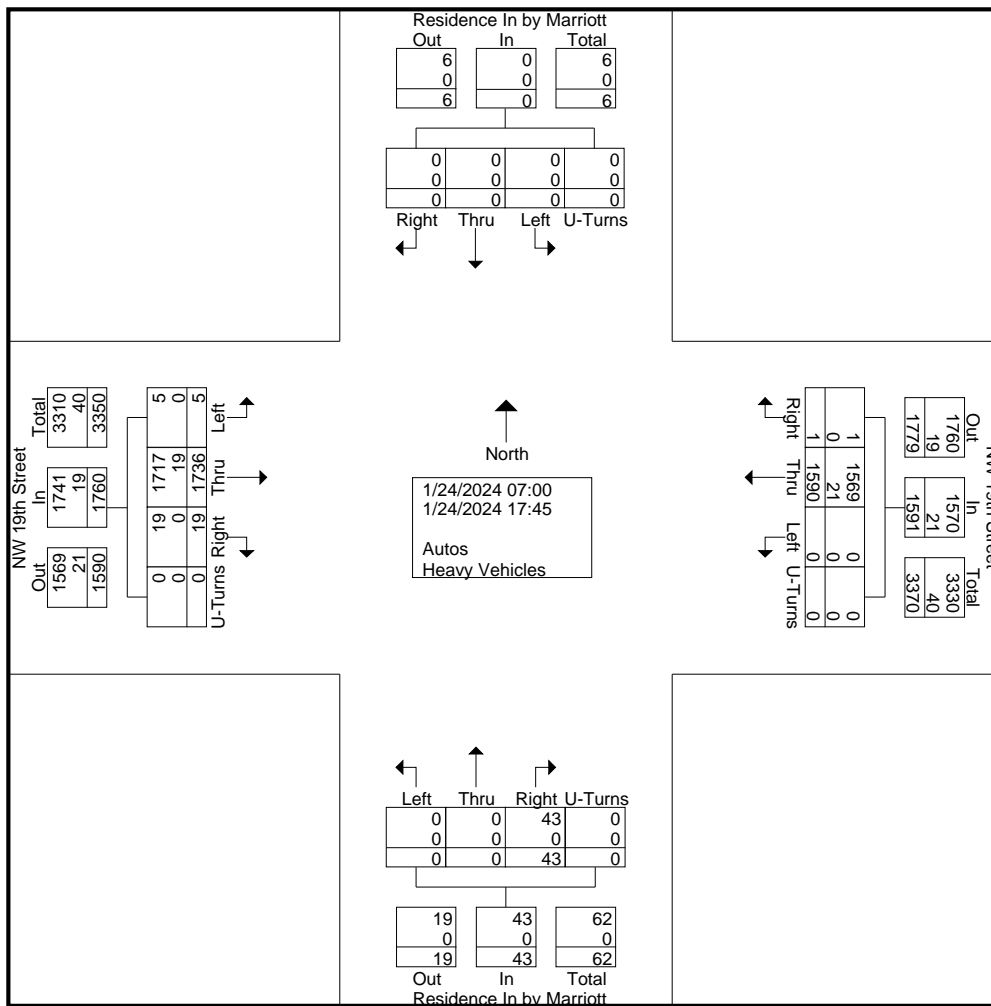 Residence In by Marriott
Out In Total
6 0 6
0 0 0
6 0 6
0 0 0 0
0 0 0 0
0 0 0 0
Right Thru Left U-Turns
NW 19th Street
Total In Out
3310 1741 1569
40 19 21
3350 1760 1590
5 1717 19 0
0 19 0 0
5 1736 19 0
Left Thru Right U-Turns
North
1/24/2024 07:00
1/24/2024 17:45
Autos
Heavy Vehicles
NW 19th Street
Out In Total
1760 1570 3330
19 21 40
1779 1591 3370
1 1569 0 0
0 21 0 0
1 1590 0 0
Right Thru Left U-Turns
Left Thru Right U-Turns
0 0 43 0
0 0 0 0
0 0 43 0
19 43 62
0 0 0
19 43 62
Out In Total
Residence In by Marriott